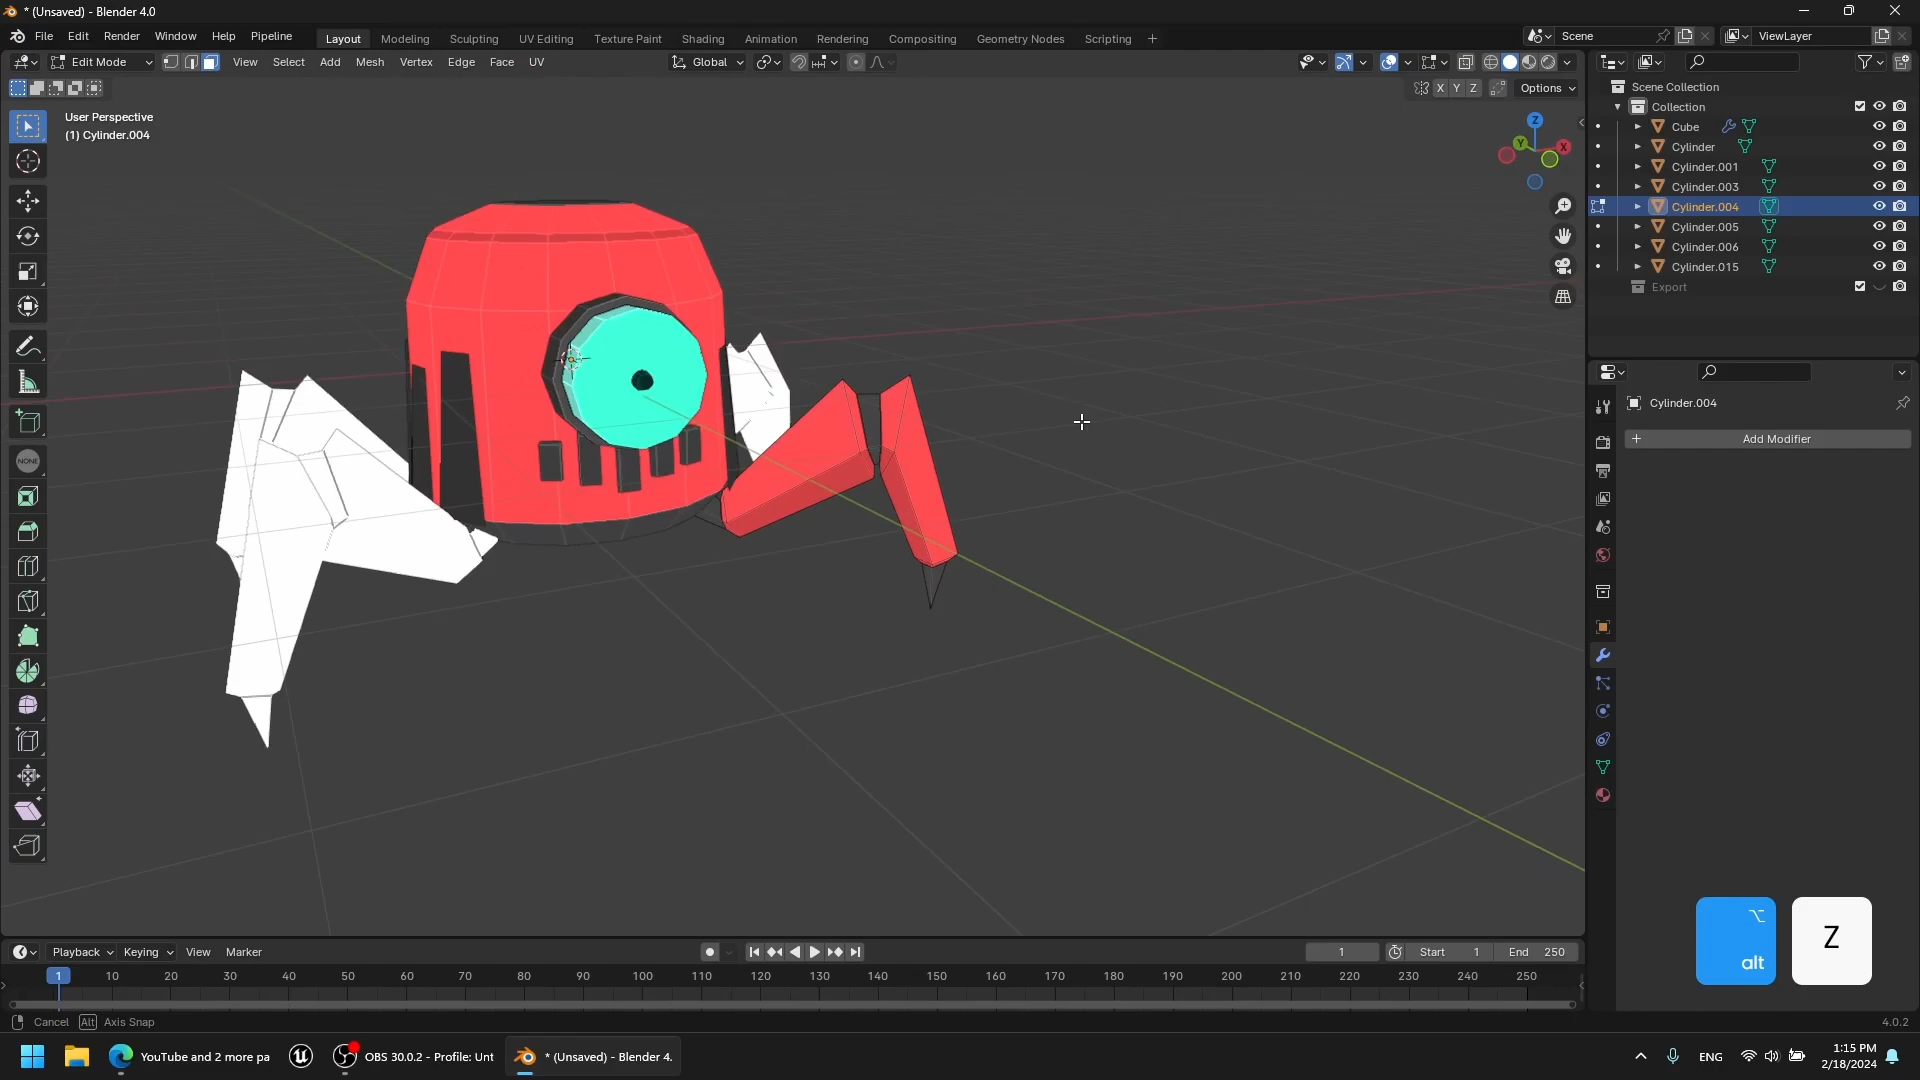 * (Unsaved) - Blender 4.0
File Edit Render Window Help Pipeline
Layout Modeling Sculpting UV Editing Texture Paint Shading Animation Rendering Compositing Geometry Nodes Scripting +
Scene
ViewLayer
Edit Mode View Select Add Mesh Vertex Edge Face UV
Global
X Y Z Options
User Perspective
(1) Cylinder.004
Z
Y
X
NONE
Scene Collection
Collection
Cube
Cylinder
Cylinder.001
Cylinder.003
Cylinder.004
Cylinder.005
Cylinder.006
Cylinder.015
Export
Cylinder.004
+ Add Modifier
alt
Z
Playback Keying View Marker
1 Start 1 End 250
1 10 20 30 40 50 60 70 80 90 100 110 120 130 140 150 160 170 180 190 200 210 220 230 240 250
Cancel Alt Axis Snap
4.0.2
YouTube and 2 more pa
OBS 30.0.2 - Profile: Unt
* (Unsaved) - Blender 4.
ENG
1:15 PM
2/18/2024